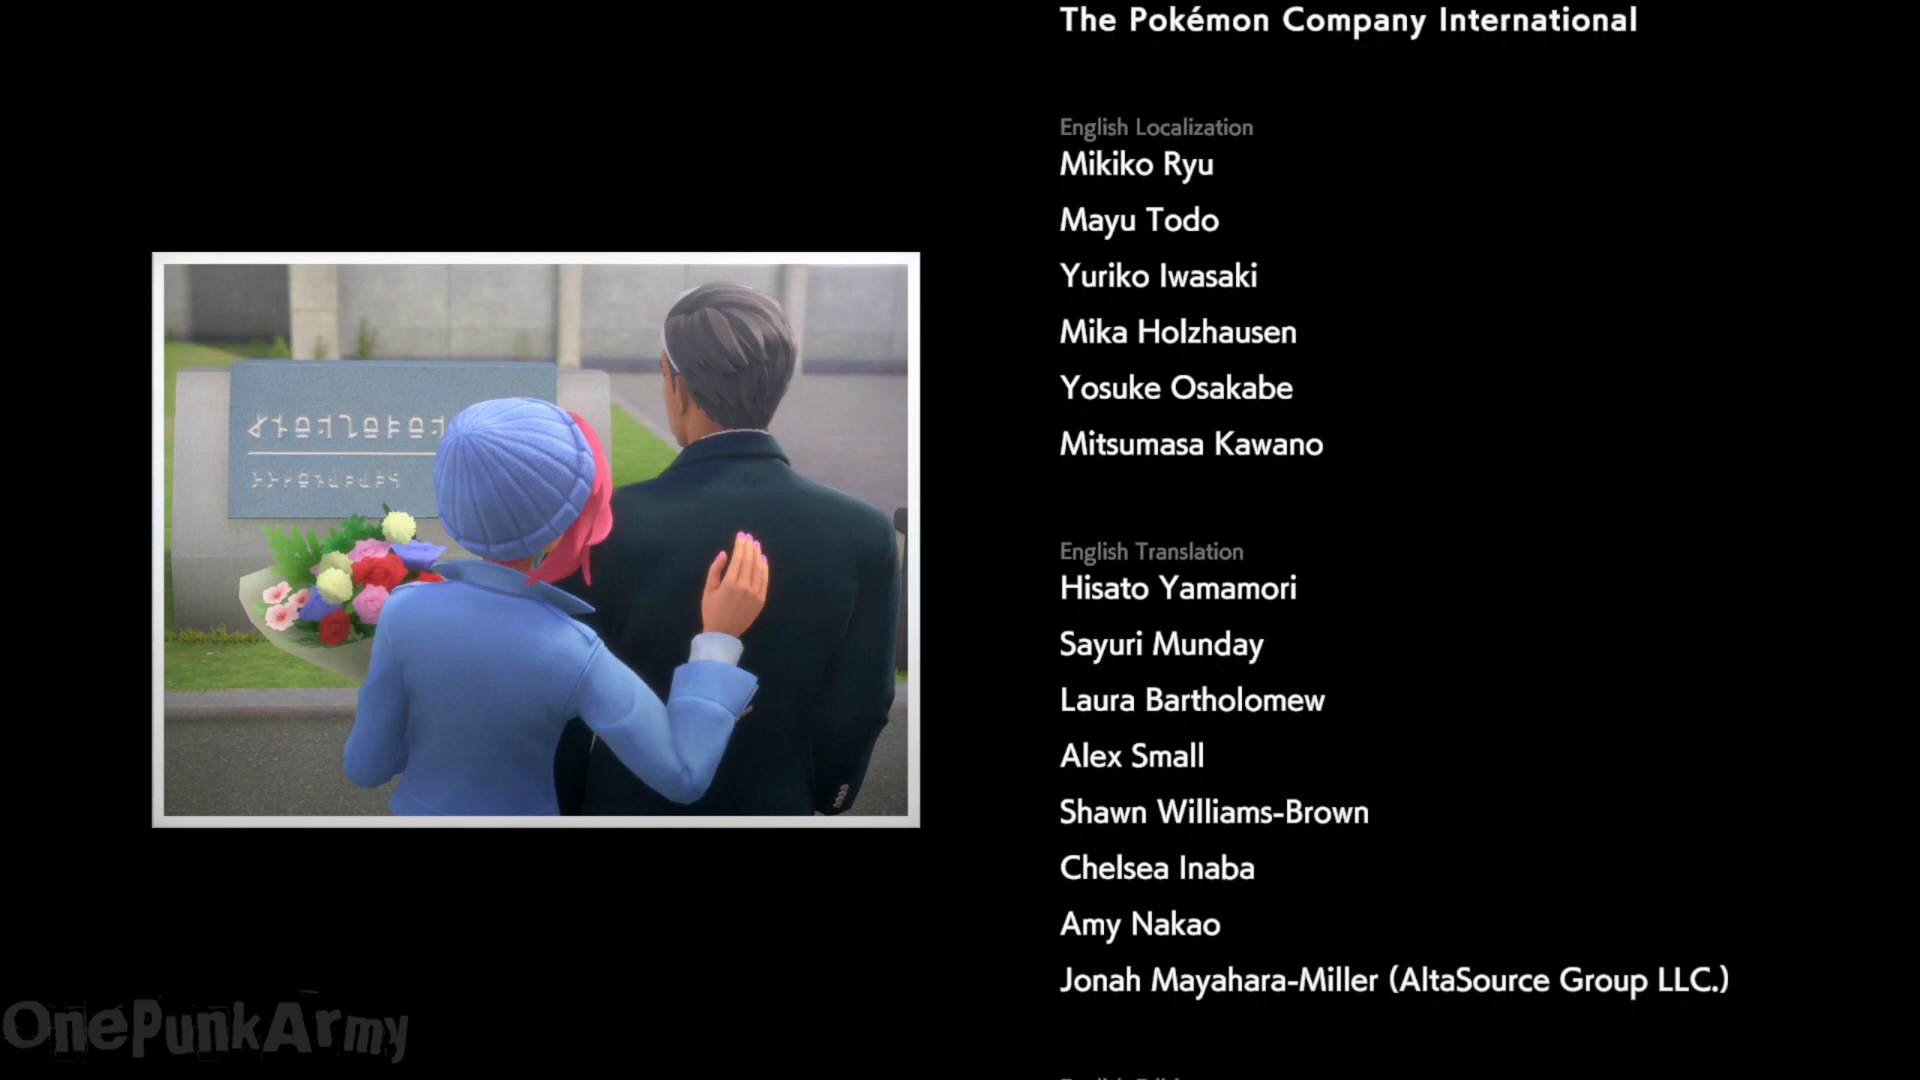 The Pokémon Company International
English Localization
Mikiko Ryu
Mayu Todo
Yuriko Iwasaki
Mika Holzhausen
Yosuke Osakabe
Mitsumasa Kawano
English Translation
Hisato Yamamori
Sayuri Munday
Laura Bartholomew
Alex Small
Shawn Williams-Brown
Chelsea Inaba
Amy Nakao
Jonah Mayahara-Miller (AltaSource Group LLC.)
OnePunkArmy